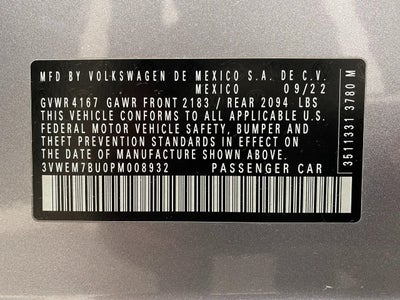 MFD BY VOLKSWAGEN DE MEXICO S.A. DE C.V.
MEXICO 09/22
GVWR 4167 GAWR FRONT 2183 / REAR 2094 LBS
THIS VEHICLE CONFORMS TO ALL APPLICABLE U.S.
FEDERAL MOTOR VEHICLE SAFETY, BUMPER AND
THEFT PREVENTION STANDARDS IN EFFECT ON
THE DATE OF MANUFACTURE SHOWN ABOVE.
3VWEM7BU0PM008932 PASSENGER CAR
3511331 3780 M